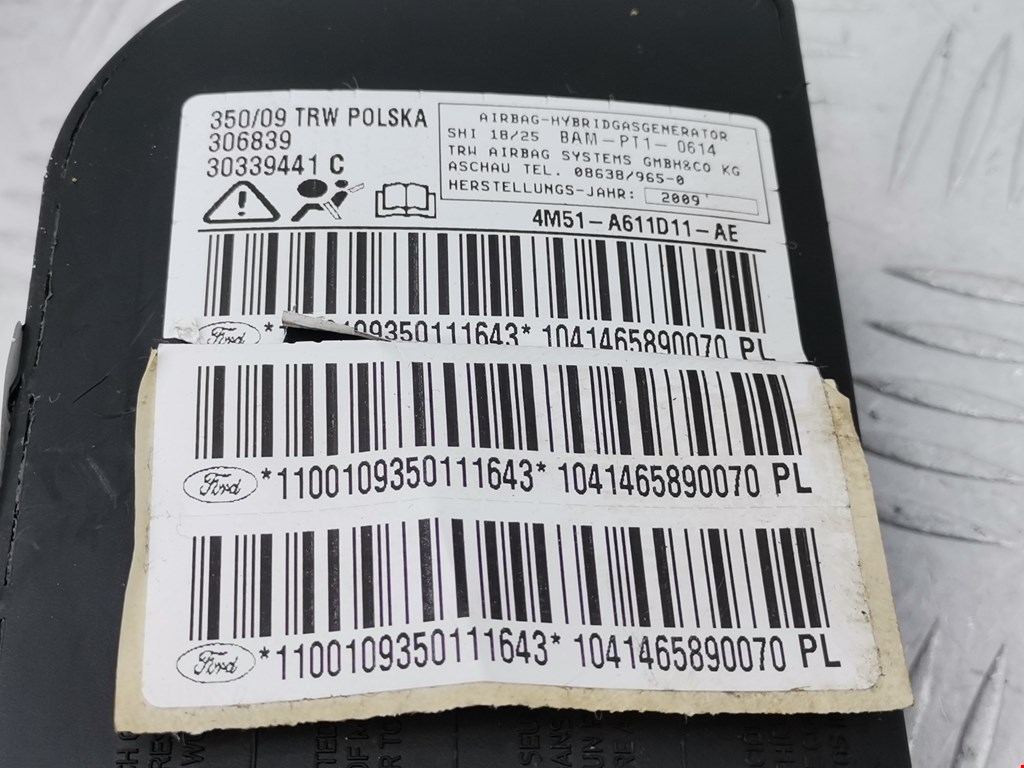 350/09 TRW POLSKA
306839
30339441 C
AIRBAG-HYBRIDGASGENERATOR
SHI 18/25 BAM-PT1-0614
TRW AIRBAG SYSTEMS GMBH&CO KG
ASCHAU TEL. 08638/965-0
HERSTELLUNGS-JAHR: 2009
4M51-A611D11-AE
Ford *1100109350111643* 1041465890070 PL
Ford *1100109350111643* 1041465890070 PL
Ford *1100109350111643* 1041465890070 PL